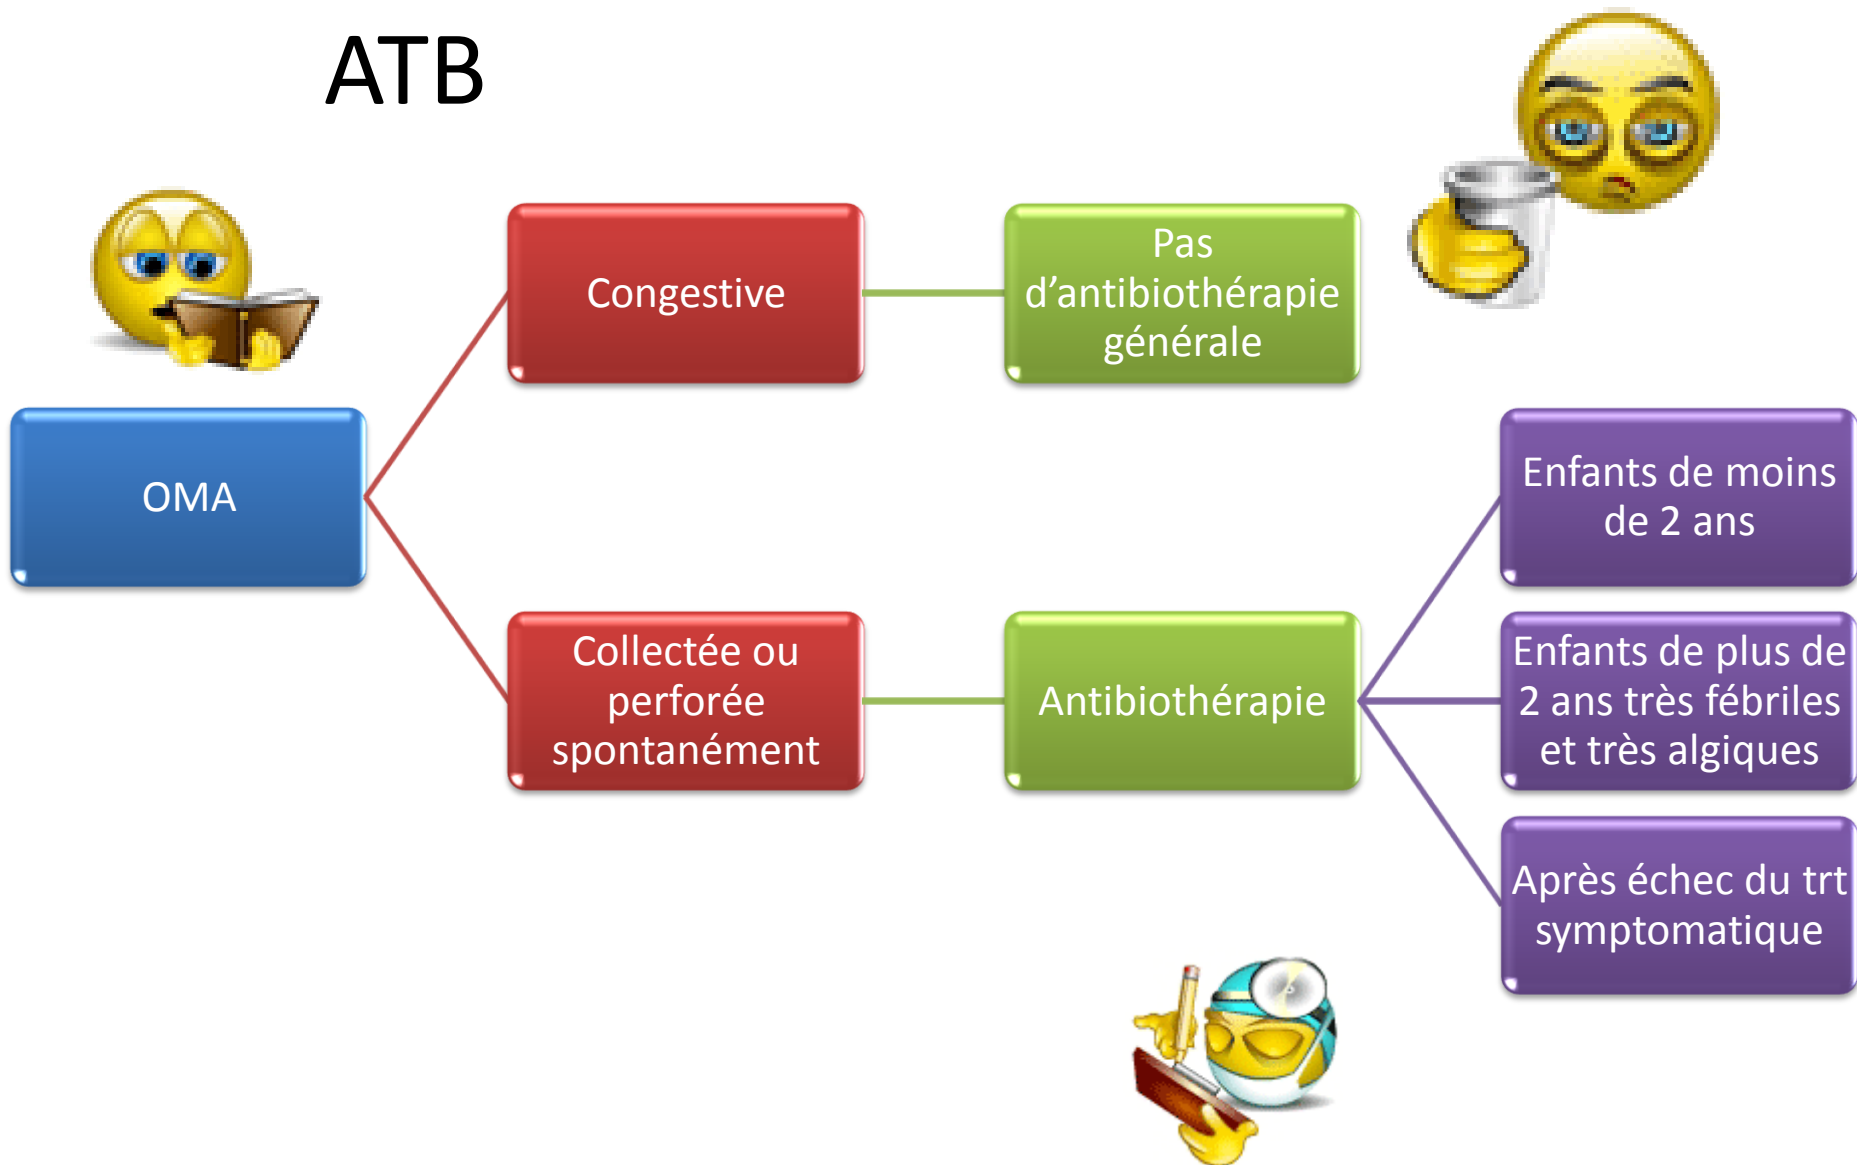 ATB
Congestive
Pas
d'antibiothérapie
générale
OMA
Collectée ou
perforée
spontanément
Antibiothérapie
Enfants de moins
de 2 ans
Enfants de plus de
2 ans très fébriles
et très algiques
Après échec du trt
symptomatique